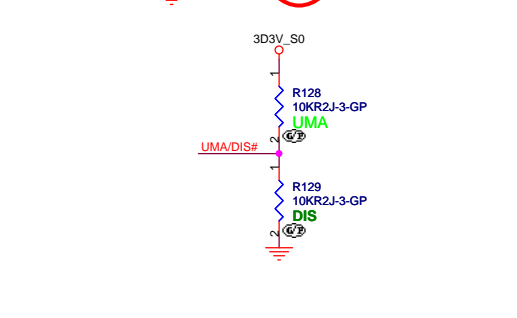 3D3V_S0
1
R128
10KR2J-3-GP
UMA
2
G/P
UMA/DIS#
1
R129
10KR2J-3-GP
DIS
2
G/P